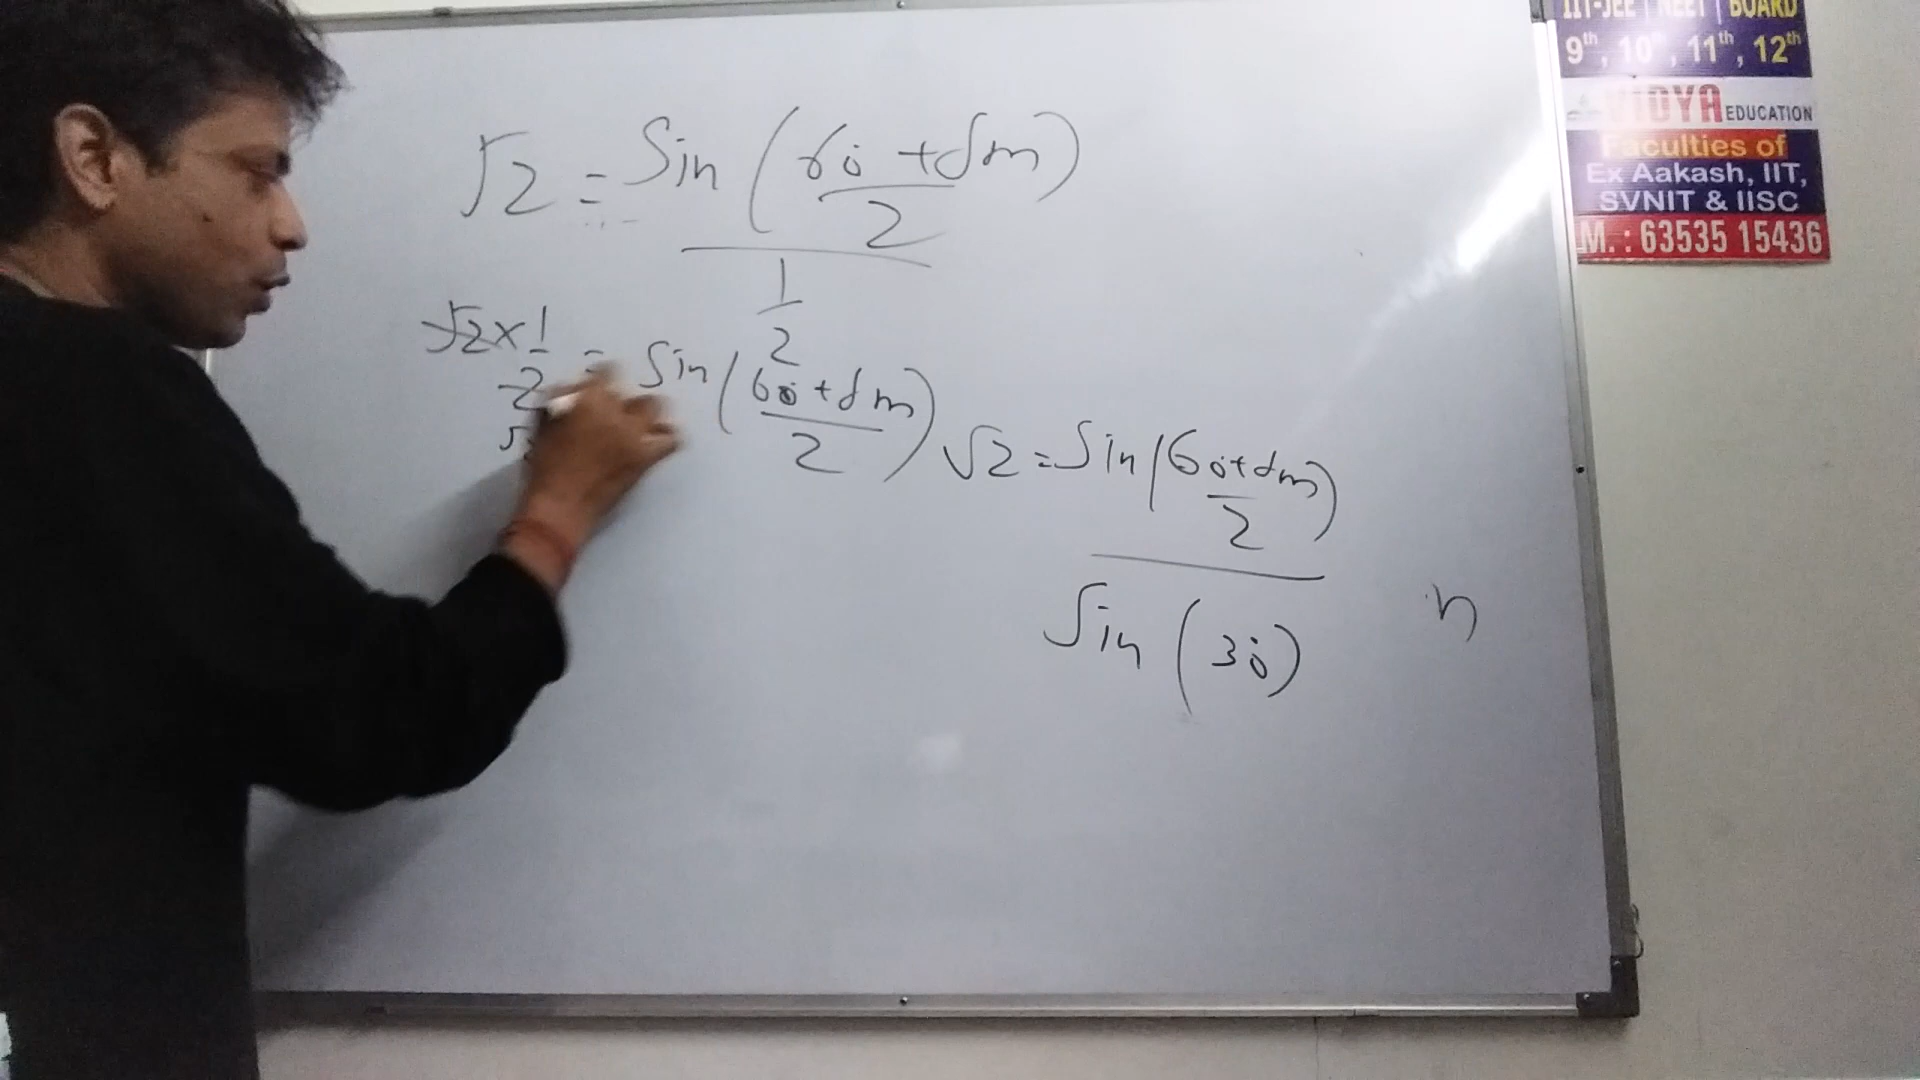 √2 = Sin (60 + δm / 2)
1
2
√2 × 1 = Sin (60 + δm / 2)
2
√2 = Sin (60 + δm / 2)
Sin (30)
n
IIT-JEE | NEET | BOARD
9th, 10th, 11th, 12th
VIDYA EDUCATION
Faculties of
Ex Aakash, IIT,
SVNIT & IISC
M. : 63535 15436